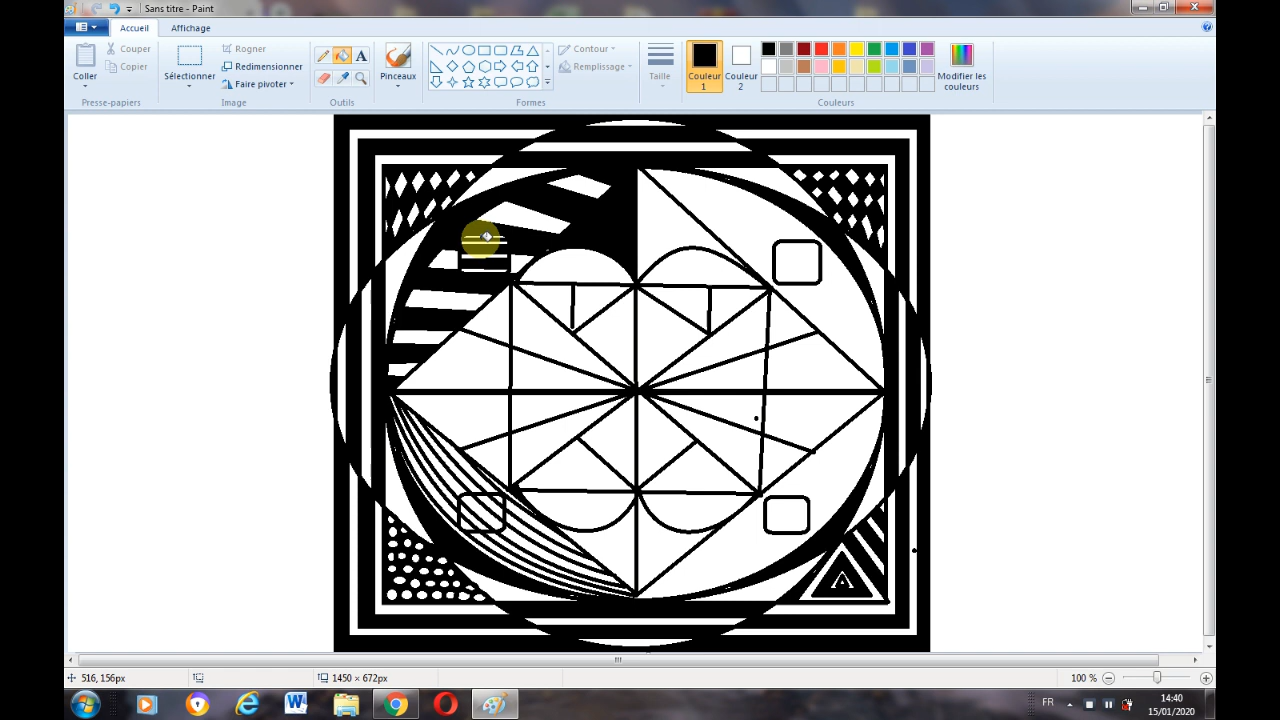 Sans titre - Paint
Accueil
Affichage
Coller
Couper
Copier
Presse-papiers
Sélectionner
Rogner
Redimensionner
Faire pivoter
Image
A
Outils
Pinceaux
Contour
Remplissage
Formes
Taille
Couleur
1
Couleur
2
Modifier les
couleurs
Couleurs
516, 156px
1450 × 672px
100 %
FR
14:40
15/01/2020